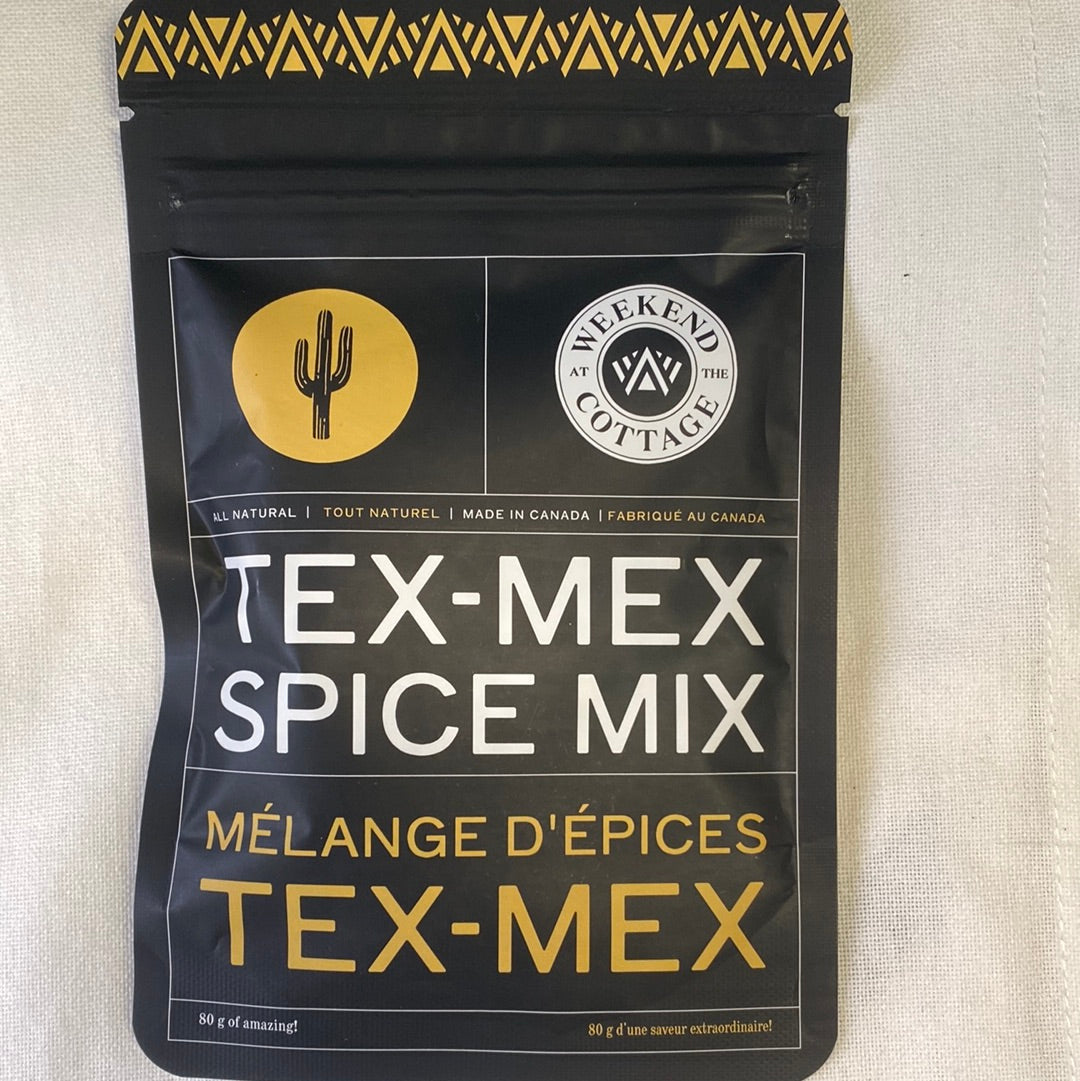 WEEKEND
AT THE
COTTAGE
ALL NATURAL | TOUT NATUREL | MADE IN CANADA | FABRIQUÉ AU CANADA
TEX-MEX
SPICE MIX
MÉLANGE D'ÉPICES
TEX-MEX
80 g of amazing!
80 g d'une saveur extraordinaire!